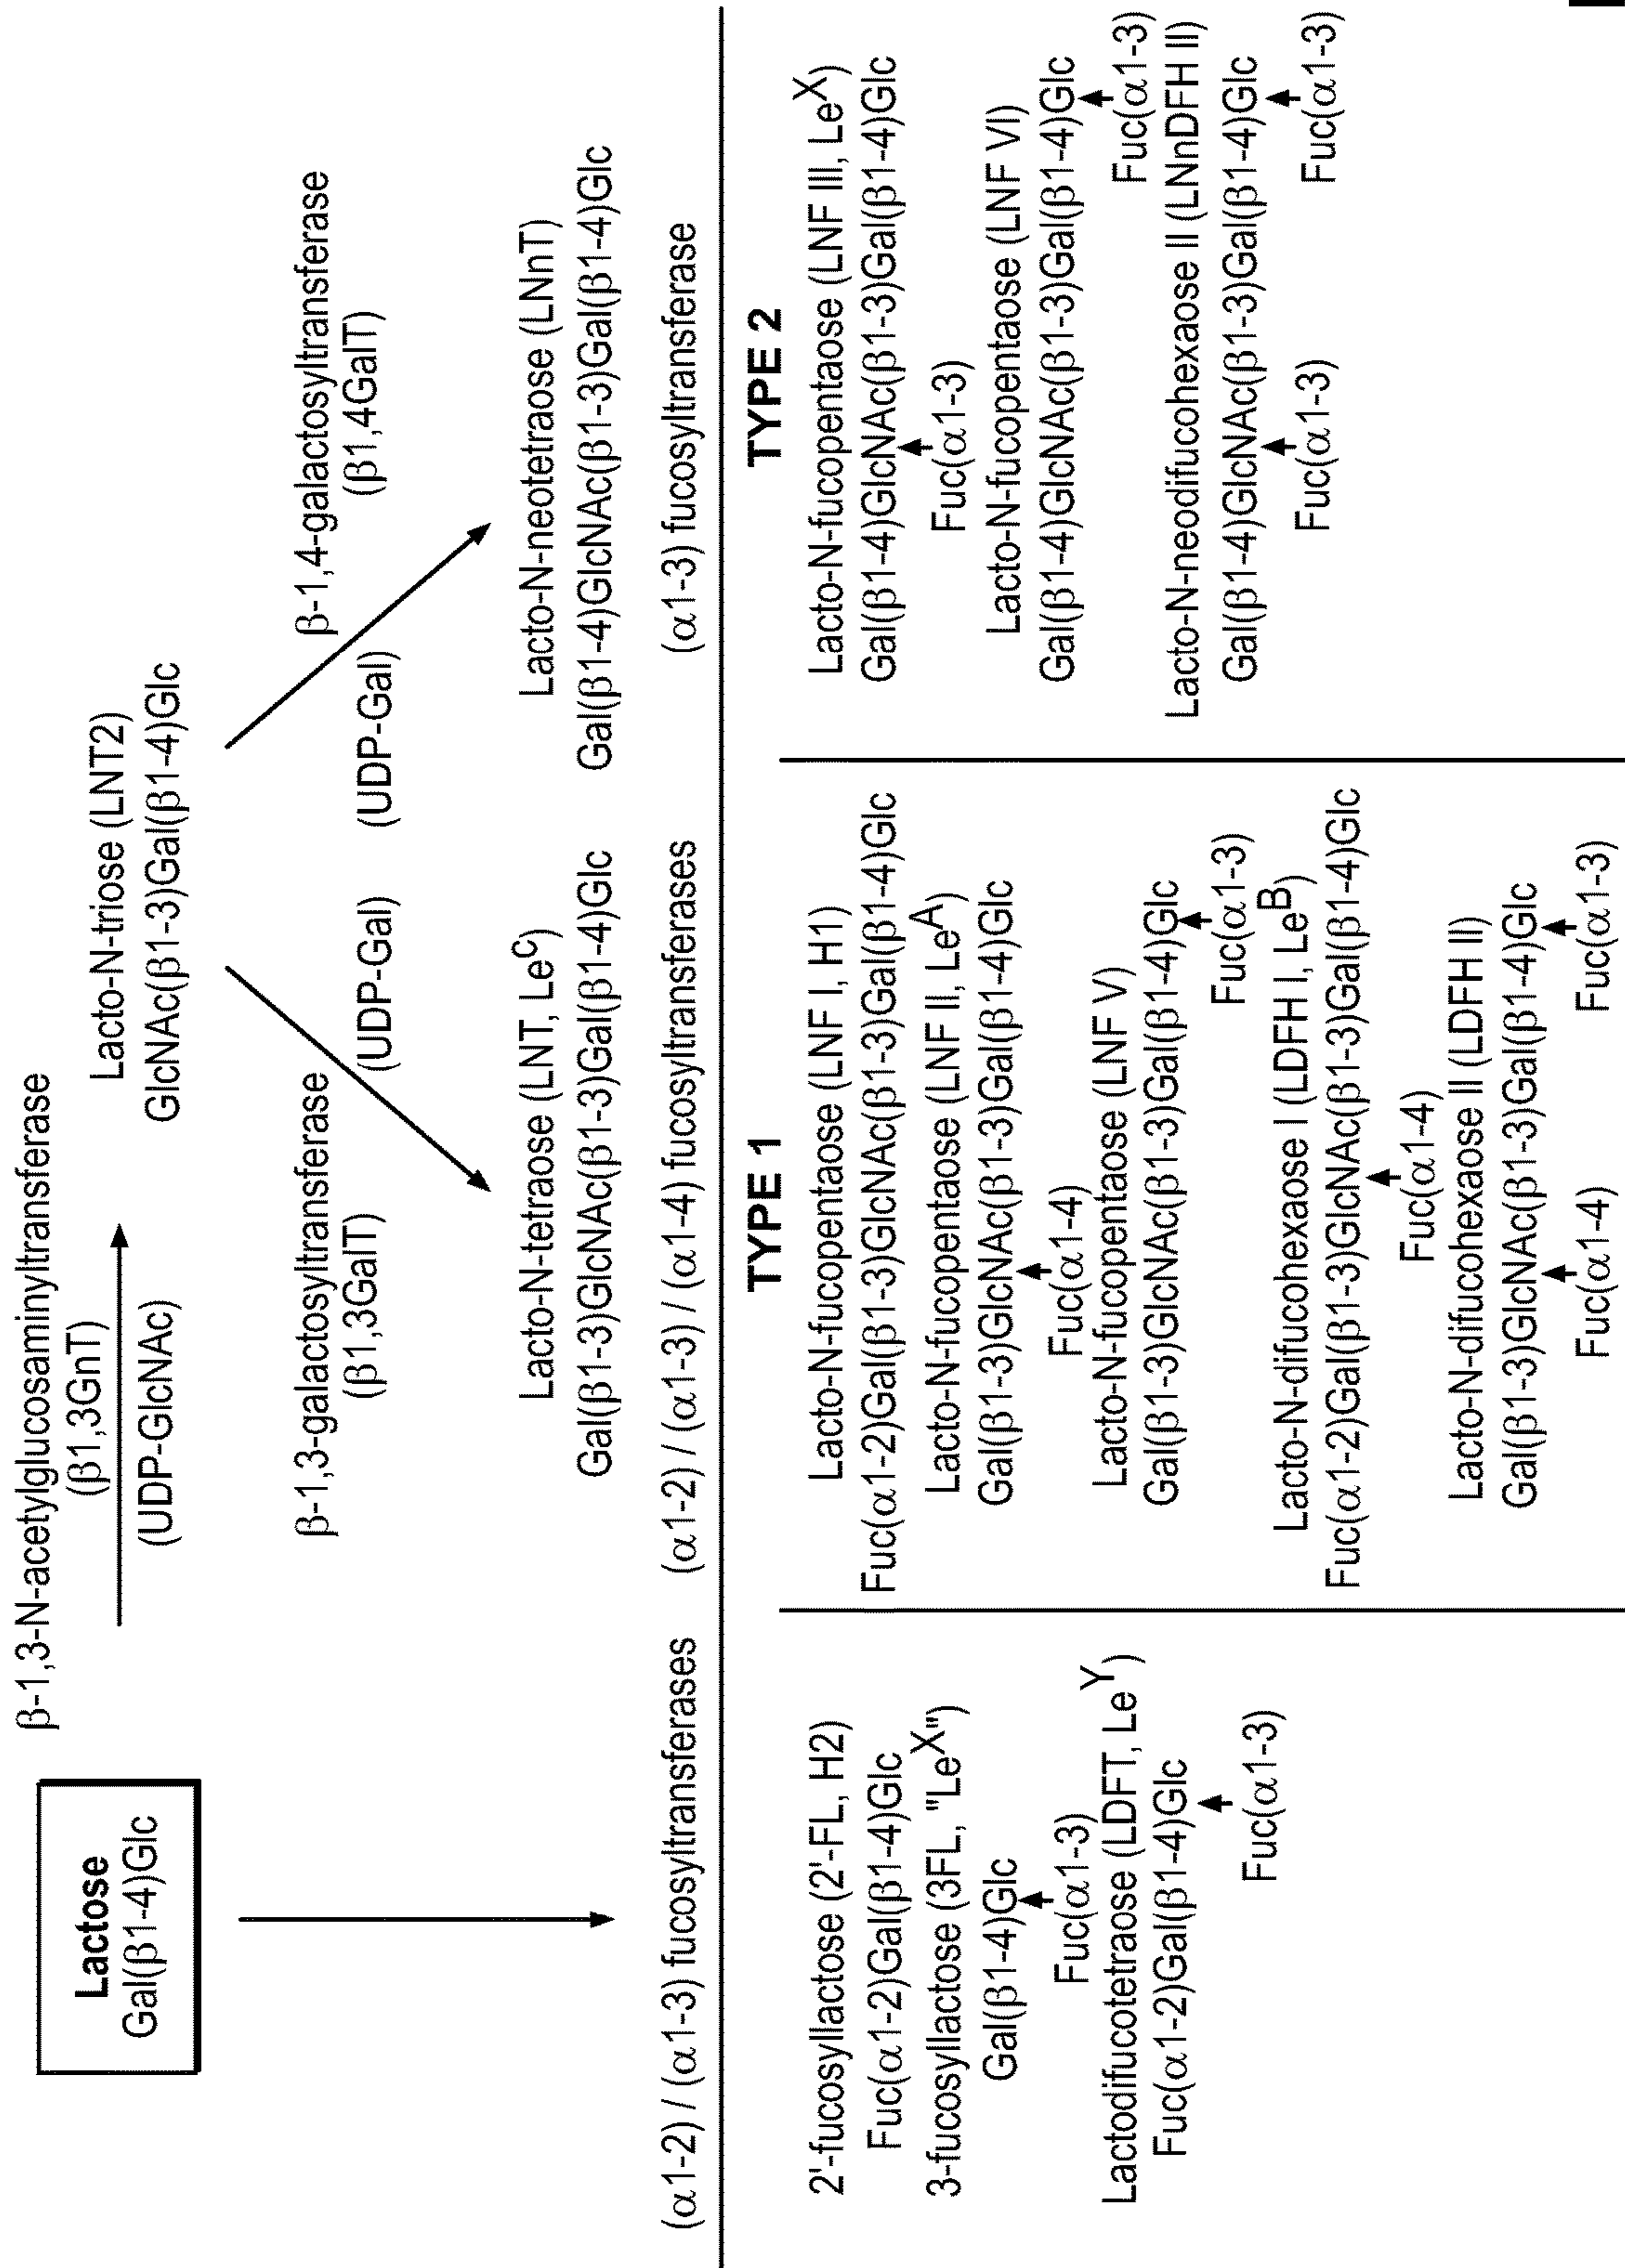 Lactose
Gal(β1-4)Glc
β-1,3-N-acetylglucosaminyltransferase
(β1,3GnT)
(UDP-GlcNAc)
Lacto-N-triose (LNT2)
GlcNAc(β1-3)Gal(β1-4)Glc
β-1,3-galactosyltransferase
(β1,3GalT)
(UDP-Gal)
(UDP-Gal)
β-1,4-galactosyltransferase
(β1,4GalT)
Lacto-N-tetraose (LNT, Le^C)
Gal(β1-3)GlcNAc(β1-3)Gal(β1-4)Glc
Lacto-N-neotetraose (LNnT)
Gal(β1-4)GlcNAc(β1-3)Gal(β1-4)Glc
(α1-2) / (α1-3) fucosyltransferases
(α1-2) / (α1-3) / (α1-4) fucosyltransferases
(α1-3) fucosyltransferase
2'-fucosyllactose (2'-FL, H2)
Fuc(α1-2)Gal(β1-4)Glc
3-fucosyllactose (3FL, "Le^X")
Gal(β1-4)Glc
Fuc(α1-3)
Lactodifucotetraose (LDFT, Le^Y)
Fuc(α1-2)Gal(β1-4)Glc
Fuc(α1-3)
TYPE 1
Lacto-N-fucopentaose (LNF I, H1)
Fuc(α1-2)Gal(β1-3)GlcNAc(β1-3)Gal(β1-4)Glc
Lacto-N-fucopentaose (LNF II, Le^A)
Gal(β1-3)GlcNAc(β1-3)Gal(β1-4)Glc
Fuc(α1-4)
Lacto-N-fucopentaose (LNF V)
Gal(β1-3)GlcNAc(β1-3)Gal(β1-4)Glc
Fuc(α1-3)
Lacto-N-difucohexaose I (LDFH I, Le^B)
Fuc(α1-2)Gal(β1-3)GlcNAc(β1-3)Gal(β1-4)Glc
Fuc(α1-4)
Lacto-N-difucohexaose II (LDFH II)
Gal(β1-3)GlcNAc(β1-3)Gal(β1-4)Glc
Fuc(α1-4) Fuc(α1-3)
TYPE 2
Lacto-N-fucopentaose (LNF III, Le^X)
Gal(β1-4)GlcNAc(β1-3)Gal(β1-4)Glc
Fuc(α1-3)
Lacto-N-fucopentaose (LNF VI)
Gal(β1-4)GlcNAc(β1-3)Gal(β1-4)Glc
Fuc(α1-3)
Lacto-N-neodifucohexaose II (LNnDFH II)
Gal(β1-4)GlcNAc(β1-3)Gal(β1-4)Glc
Fuc(α1-3) Fuc(α1-3)